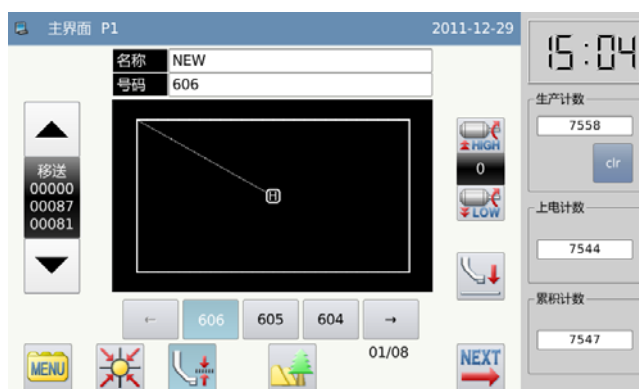 主界面 P1
2011-12-29
15:04
名称 NEW
号码 606
移送
00000
00087
00081
H
HIGH
0
LOW
生产计数
7558
clr
上电计数
7544
累积计数
7547
← 606 605 604 →
01/08
MENU
NEXT